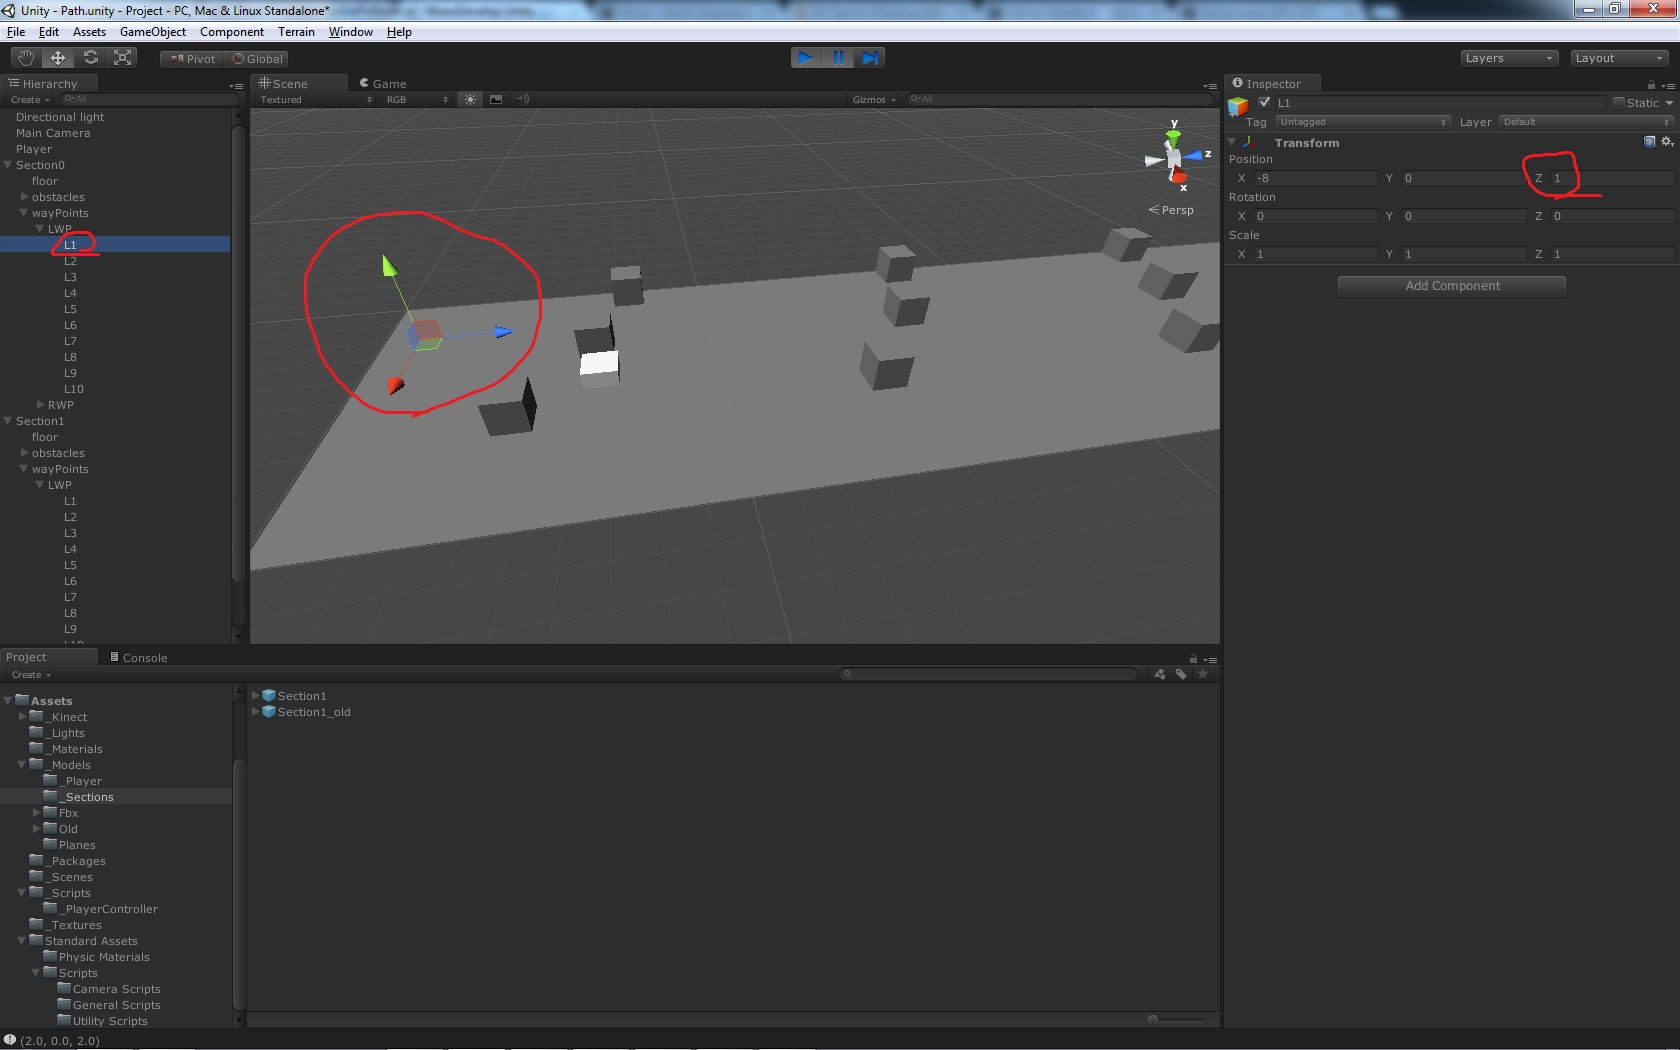 Unity - Path.unity - Project - PC, Mac & Linux Standalone*
File Edit Assets GameObject Component Terrain Window Help
Pivot Global Layers Layout
Hierarchy
Create All
Directional light
Main Camera
Player
Section0
floor
obstacles
wayPoints
LWP
L1
L2
L3
L4
L5
L6
L7
L8
L9
L10
RWP
Section1
floor
obstacles
wayPoints
LWP
L1
L2
L3
L4
L5
L6
L7
L8
L9
L10
Scene Game
Textured RGB Gizmos All
y
z
x
Persp
Inspector
L1 Static
Tag Untagged Layer Default
Transform
Position
X -8 Y 0 Z 1
Rotation
X 0 Y 0 Z 0
Scale
X 1 Y 1 Z 1
Add Component
Project Console
Create
Assets
_Kinect
_Lights
_Materials
_Models
_Player
_Sections
Fbx
Old
Planes
_Packages
_Scenes
_Scripts
_PlayerController
_Textures
Standard Assets
Physic Materials
Scripts
Camera Scripts
General Scripts
Utility Scripts
Section1
Section1_old
(2.0, 0.0, 2.0)